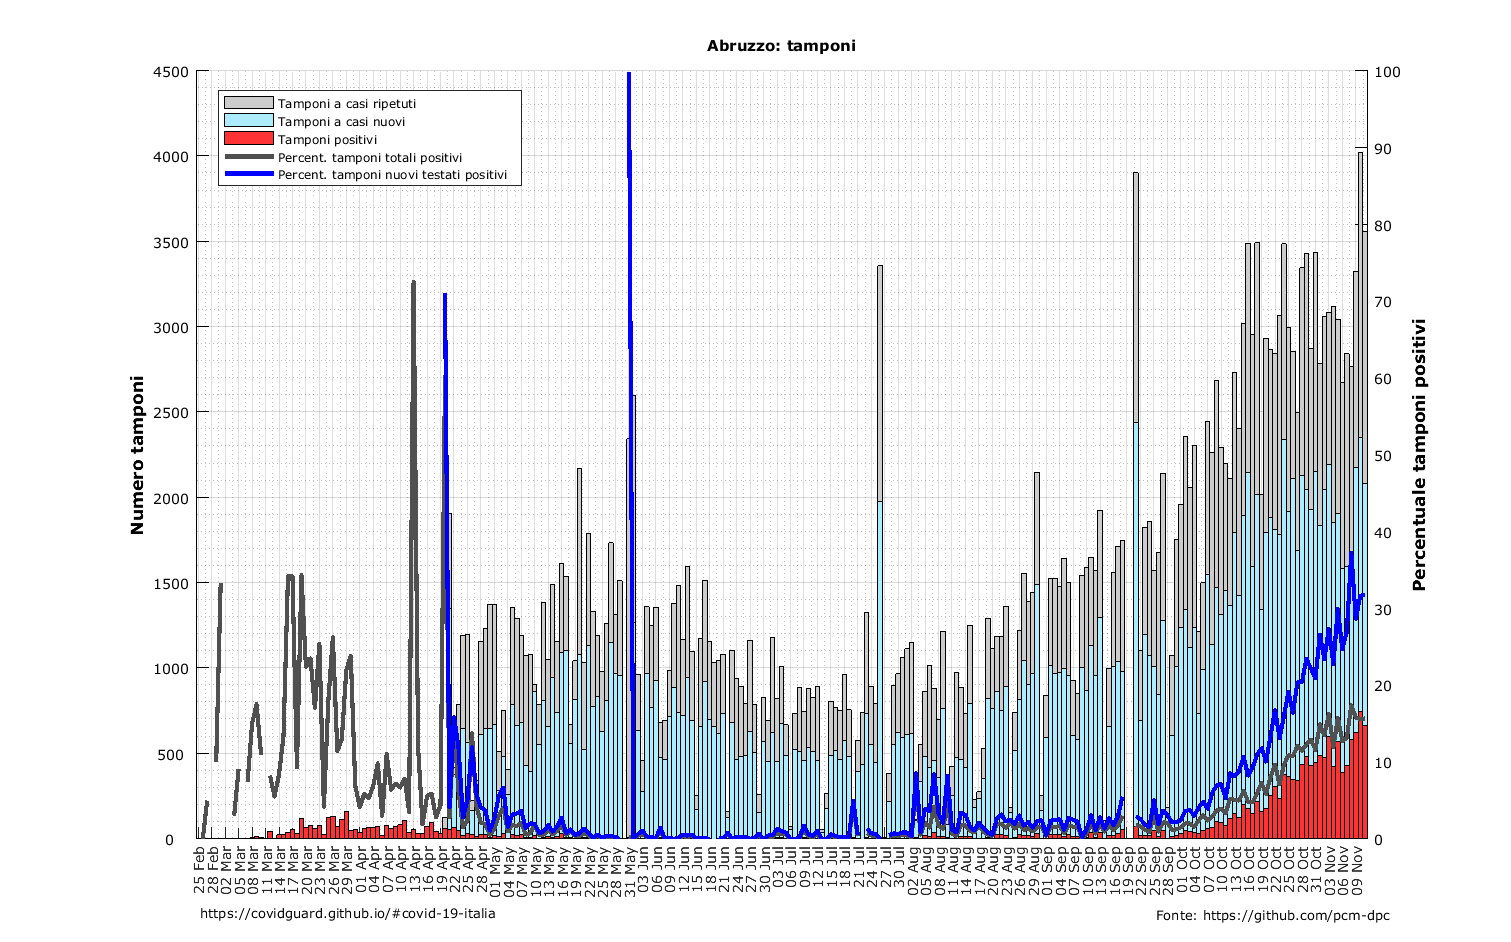 Abruzzo: tamponi
4500
4000
3500
3000
2500
2000
1500
1000
500
0
Numero tamponi
Tamponi a casi ripetuti
Tamponi a casi nuovi
Tamponi positivi
Percent. tamponi totali positivi
Percent. tamponi nuovi testati positivi
100
90
80
70
60
50
40
30
20
10
0
Percentuale tamponi positivi
25 Feb
28 Feb
02 Mar
05 Mar
08 Mar
11 Mar
14 Mar
17 Mar
20 Mar
23 Mar
26 Mar
29 Mar
01 Apr
04 Apr
07 Apr
10 Apr
13 Apr
16 Apr
19 Apr
22 Apr
25 Apr
28 Apr
01 May
04 May
07 May
10 May
13 May
16 May
19 May
22 May
25 May
28 May
31 May
03 Jun
06 Jun
09 Jun
12 Jun
15 Jun
18 Jun
21 Jun
24 Jun
27 Jun
30 Jun
03 Jul
06 Jul
09 Jul
12 Jul
15 Jul
18 Jul
21 Jul
24 Jul
27 Jul
30 Jul
02 Aug
05 Aug
08 Aug
11 Aug
14 Aug
17 Aug
20 Aug
23 Aug
26 Aug
29 Aug
01 Sep
04 Sep
07 Sep
10 Sep
13 Sep
16 Sep
19 Sep
22 Sep
25 Sep
28 Sep
01 Oct
04 Oct
07 Oct
10 Oct
13 Oct
16 Oct
19 Oct
22 Oct
25 Oct
28 Oct
31 Oct
03 Nov
06 Nov
09 Nov
https://covidguard.github.io/#covid-19-italia
Fonte: https://github.com/pcm-dpc